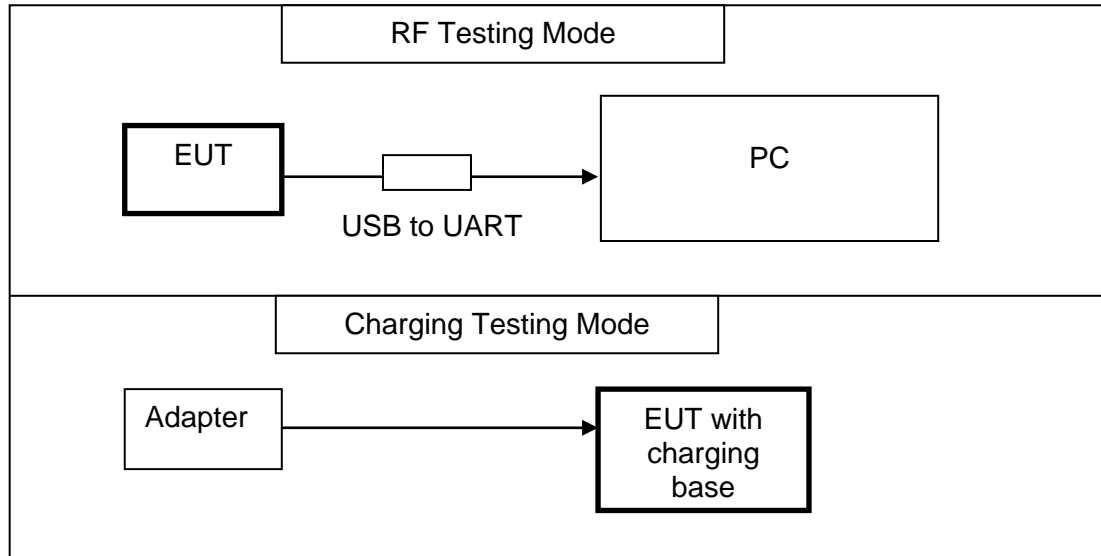 RF Testing Mode
EUT
PC
USB to UART
Charging Testing Mode
Adapter
EUT with
charging
base